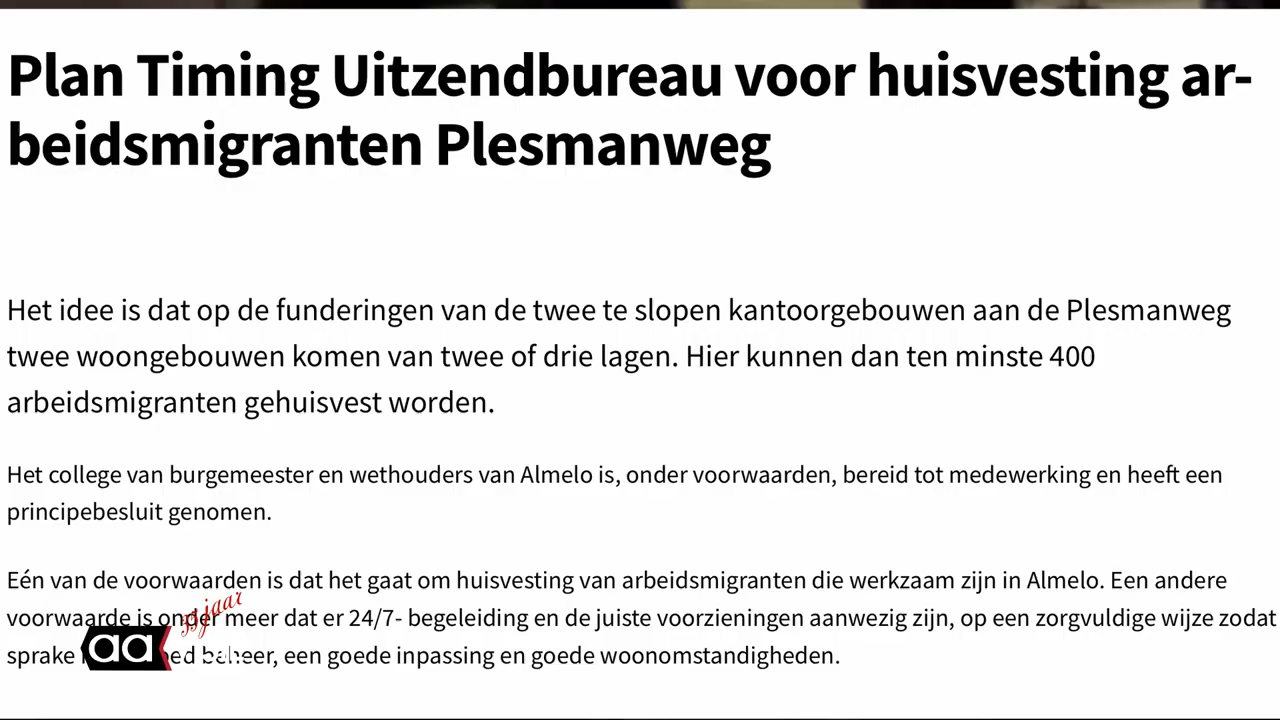 Plan Timing Uitzendbureau voor huisvesting ar-
beidsmigranten Plesmanweg
Het idee is dat op de funderingen van de twee te slopen kantoorgebouwen aan de Plesmanweg
twee woongebouwen komen van twee of drie lagen. Hier kunnen dan ten minste 400
arbeidsmigranten gehuisvest worden.
Het college van burgemeester en wethouders van Almelo is, onder voorwaarden, bereid tot medewerking en heeft een
principebesluit genomen.
Eén van de voorwaarden is dat het gaat om huisvesting van arbeidsmigranten die werkzaam zijn in Almelo. Een andere
voorwaarde is onder meer dat er 24/7- begeleiding en de juiste voorzieningen aanwezig zijn, op een zorgvuldige wijze zodat
sprake beheer, een goede inpassing en goede woonomstandigheden.
35 jaar
aa